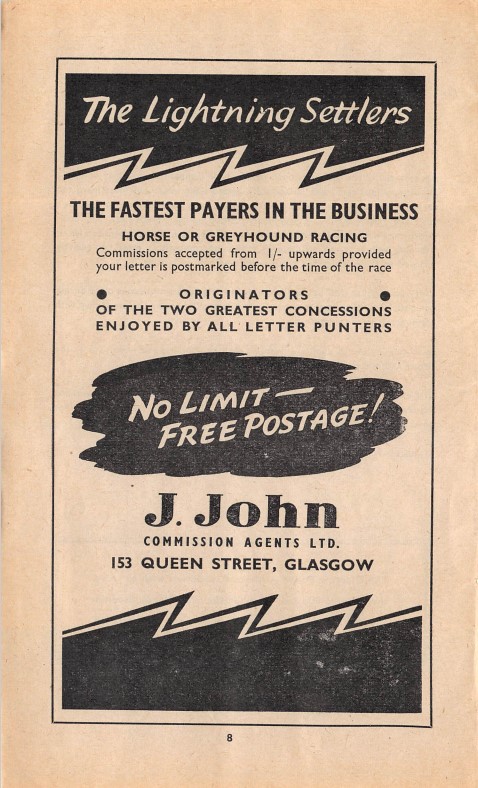 The Lightning Settlers
THE FASTEST PAYERS IN THE BUSINESS
HORSE OR GREYHOUND RACING
Commissions accepted from 1/- upwards provided
your letter is postmarked before the time of the race
● ORIGINATORS ●
OF THE TWO GREATEST CONCESSIONS
ENJOYED BY ALL LETTER PUNTERS
NO LIMIT —
FREE POSTAGE!
J. John
COMMISSION AGENTS LTD.
153 QUEEN STREET, GLASGOW
8